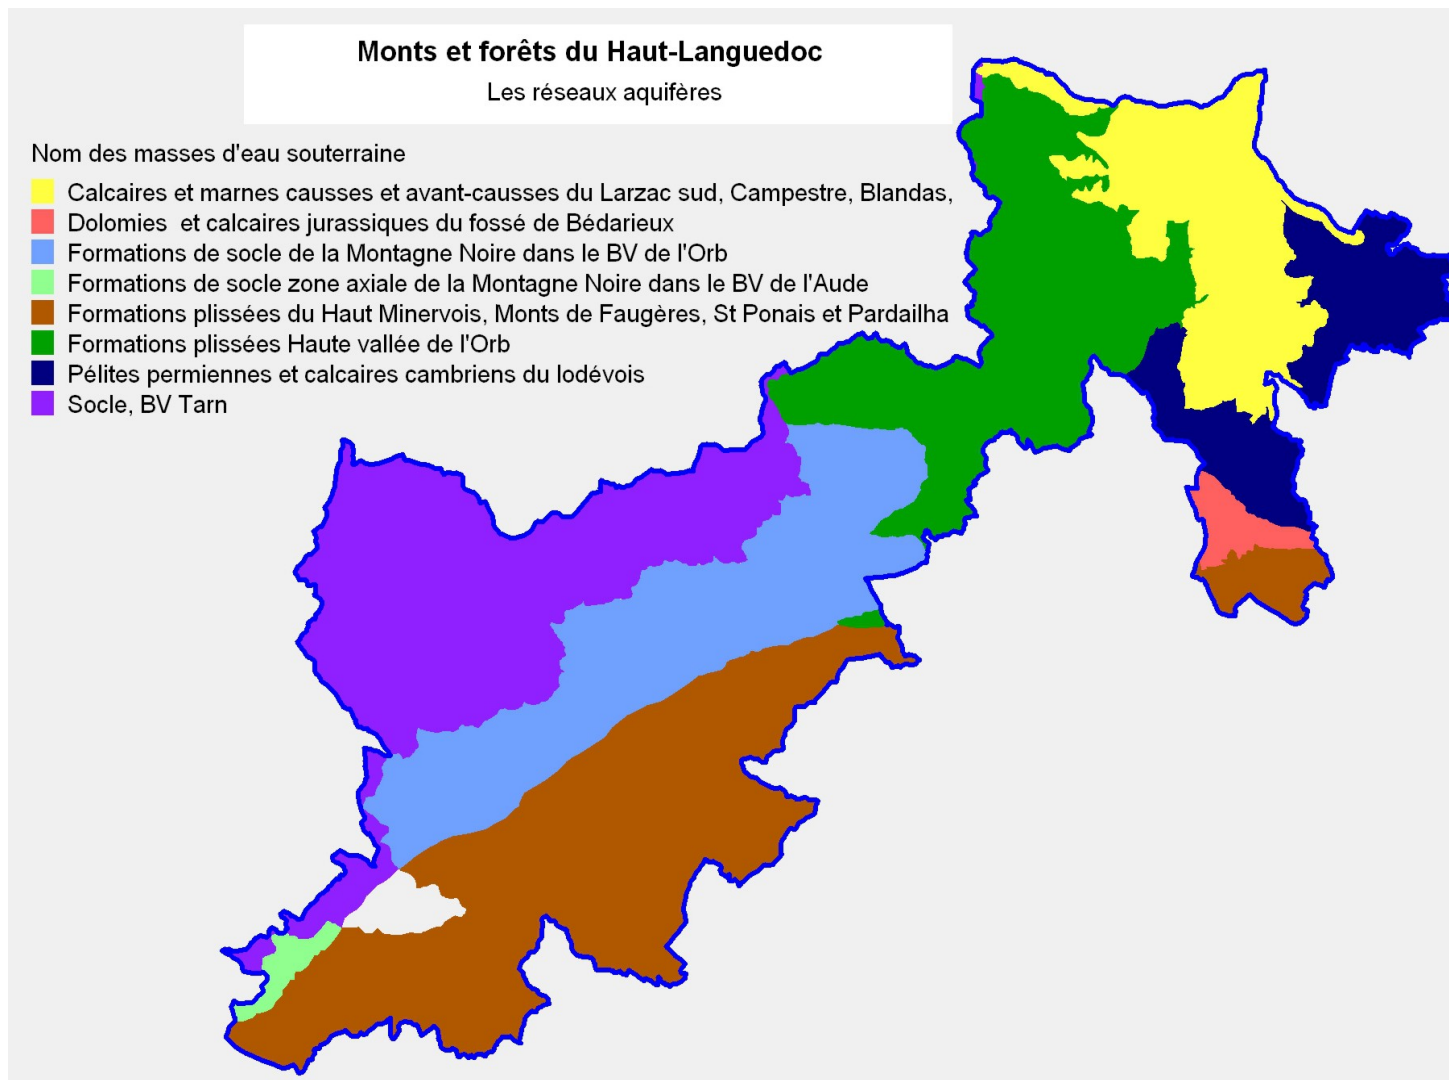 Monts et forêts du Haut-Languedoc
Les réseaux aquifères
Nom des masses d'eau souterraine
Calcaires et marnes causses et avant-causses du Larzac sud, Campestre, Blandas,
Dolomies et calcaires jurassiques du fossé de Bédarieux
Formations de socle de la Montagne Noire dans le BV de l'Orb
Formations de socle zone axiale de la Montagne Noire dans le BV de l'Aude
Formations plissées du Haut Minervois, Monts de Faugères, St Ponais et Pardailha
Formations plissées Haute vallée de l'Orb
Pélites permiennes et calcaires cambriens du lodévois
Socle, BV Tarn